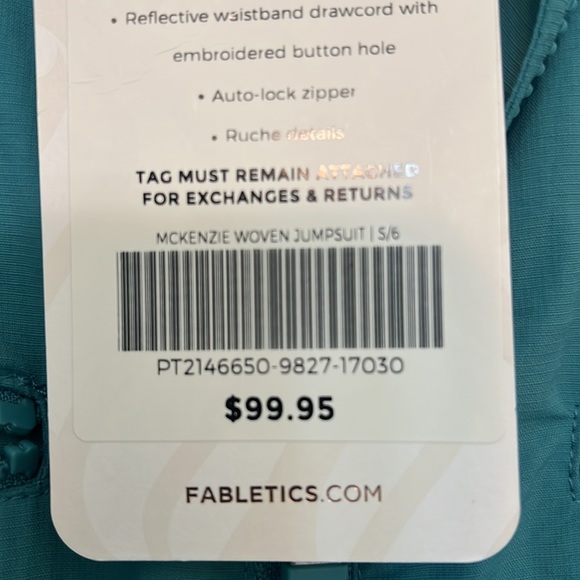 • Reflective waistband drawcord with
embroidered button hole
• Auto-lock zipper
• Ruche details
TAG MUST REMAIN ATTACHED
FOR EXCHANGES & RETURNS
MCKENZIE WOVEN JUMPSUIT | S/6
PT2146650-9827-17030
$99.95
FABLETICS.COM